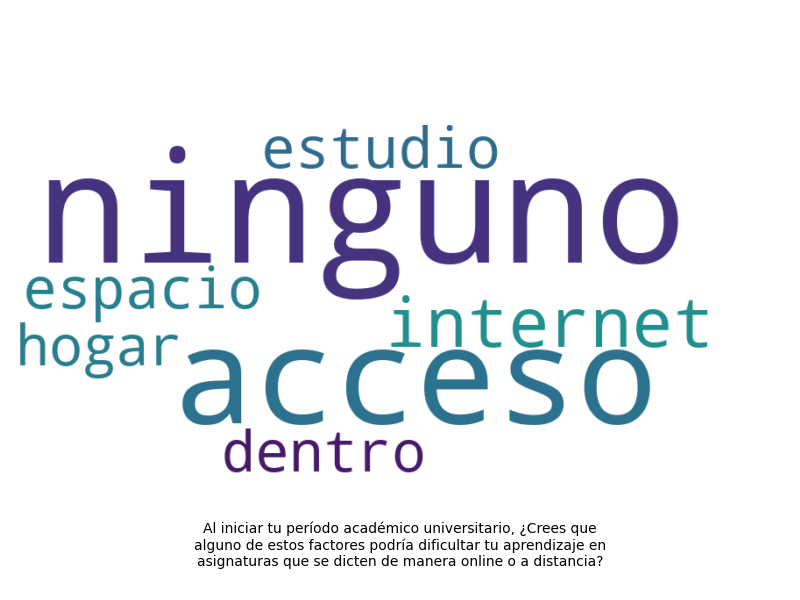 estudio
ninguno
espacio
internet
hogar
acceso
dentro
Al iniciar tu período académico universitario, ¿Crees que
alguno de estos factores podría dificultar tu aprendizaje en
asignaturas que se dicten de manera online o a distancia?